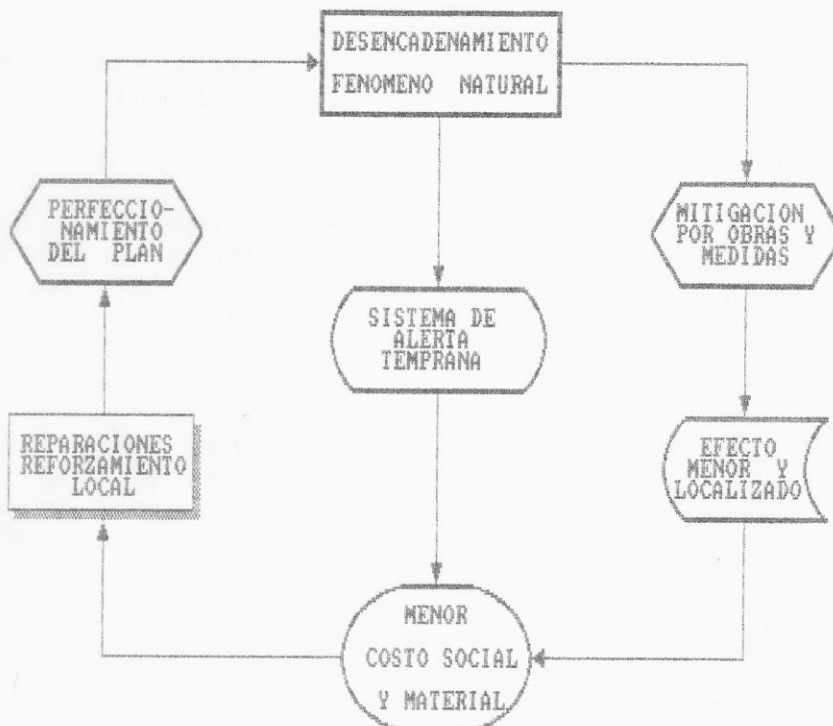 DESENCADENAMIENTO
FENOMENO NATURAL
PERFECCIO-
NAMIENTO
DEL PLAN
MITIGACION
POR OBRAS Y
MEDIDAS
SISTEMA DE
ALERTA
TEMPRANA
REPARACIONES
REFORZAMIENTO
LOCAL
EFECTO
MENOR Y
LOCALIZADO
MENOR
COSTO SOCIAL
Y MATERIAL